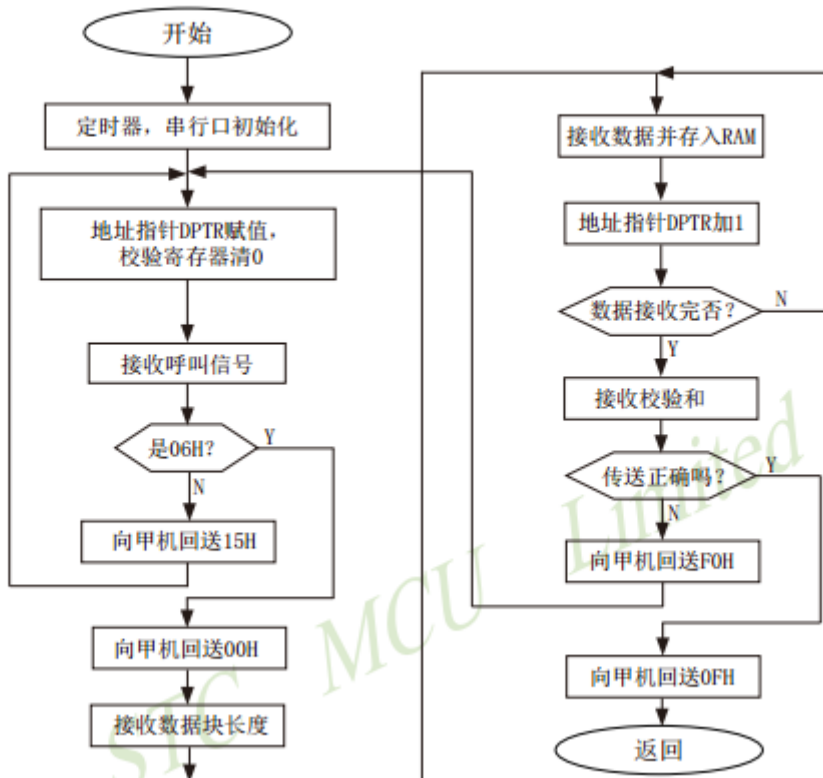 开始
定时器，串行口初始化
地址指针DPTR赋值，
校验寄存器清0
接收呼叫信号
是06H？
Y
N
向甲机回送15H
向甲机回送00H
接收数据块长度
接收数据并存入RAM
地址指针DPTR加1
数据接收完否？
N
Y
接收校验和
传送正确吗？
Y
N
向甲机回送F0H
向甲机回送0FH
返回
STC MCU Limited